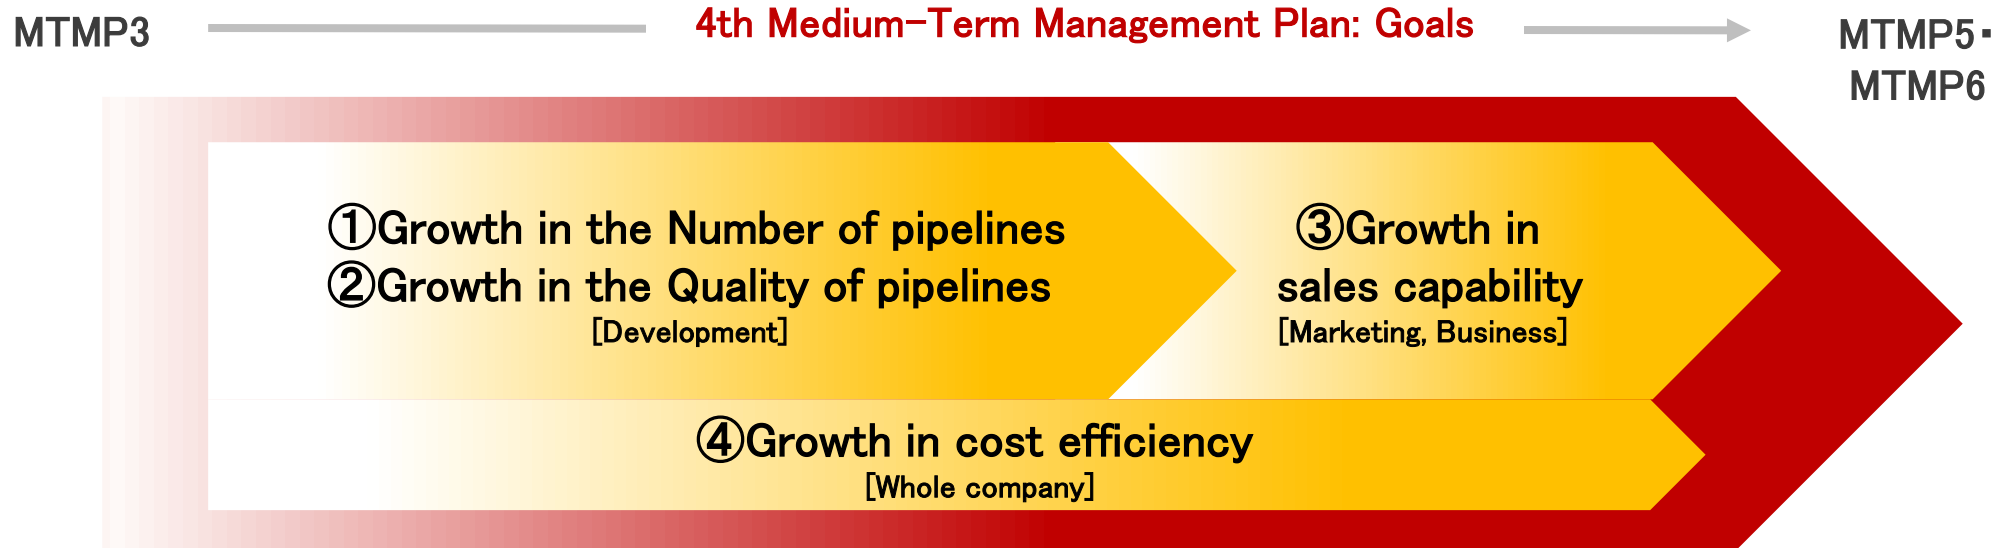 MTMP3
4th Medium-Term Management Plan: Goals
MTMP5・
MTMP6
①Growth in the Number of pipelines
②Growth in the Quality of pipelines
[Development]
③Growth in
sales capability
[Marketing, Business]
④Growth in cost efficiency
[Whole company]